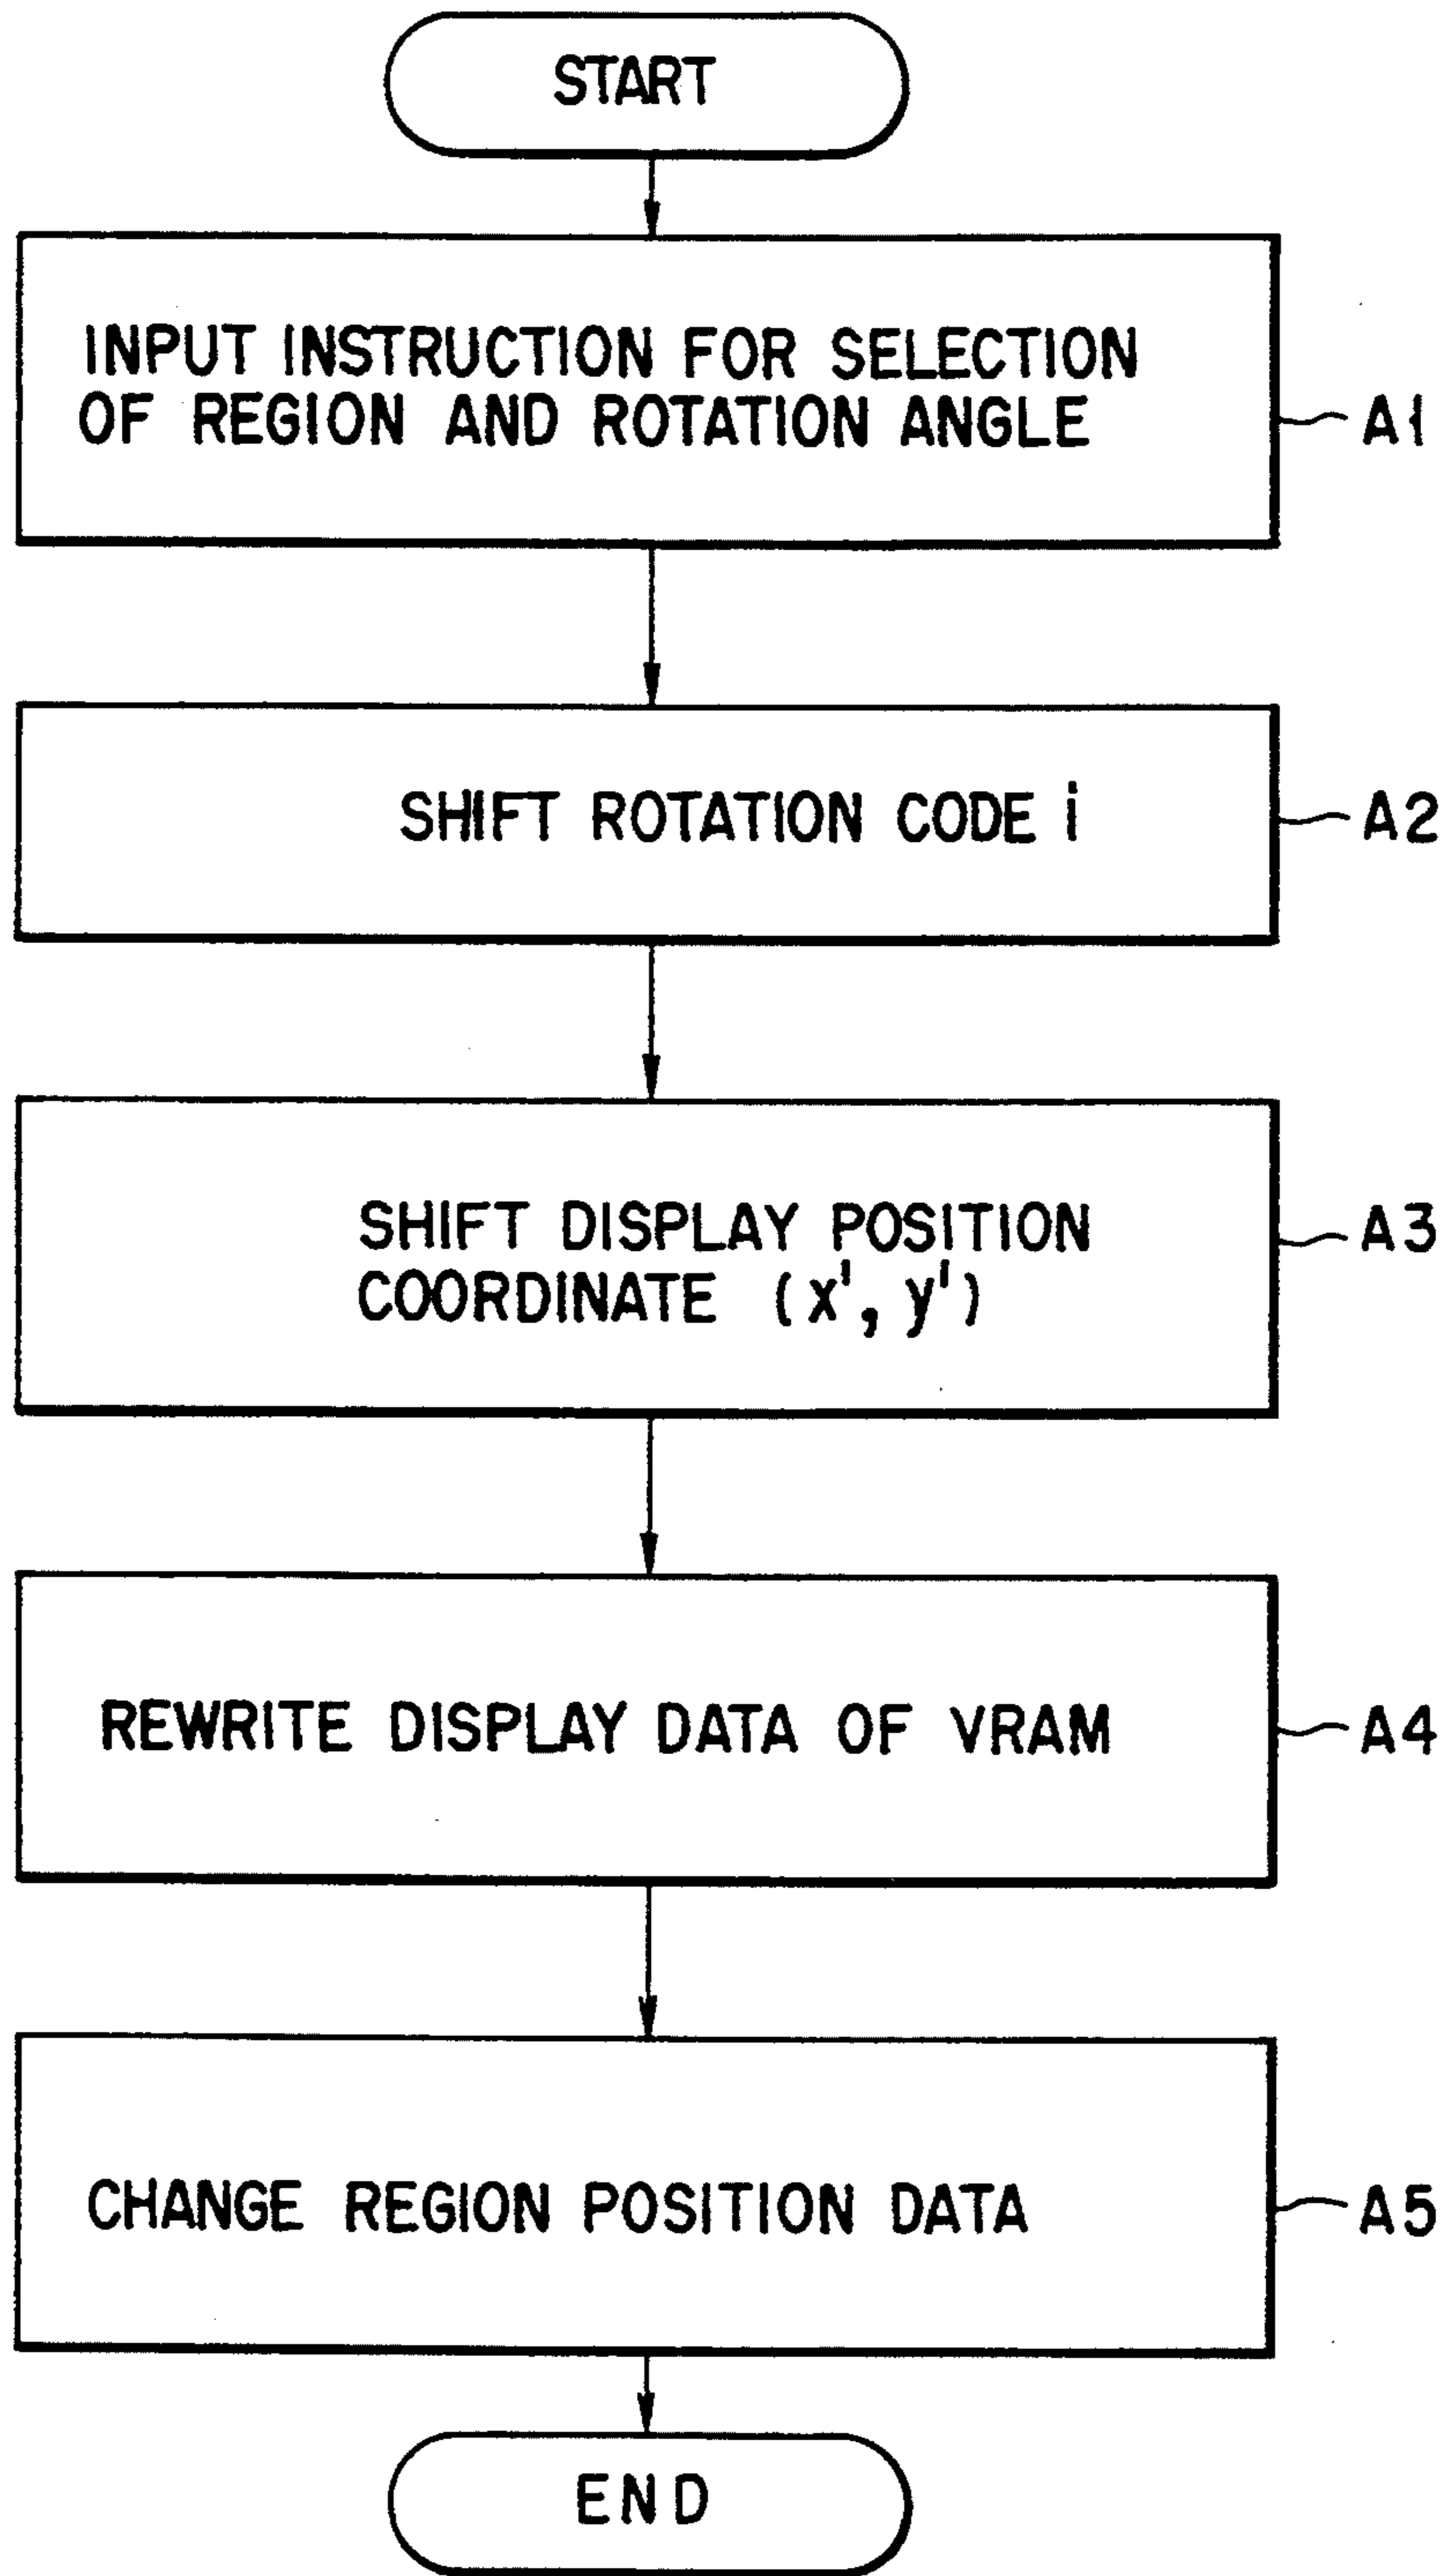 START
INPUT INSTRUCTION FOR SELECTION
OF REGION AND ROTATION ANGLE
A1
SHIFT ROTATION CODE i
A2
SHIFT DISPLAY POSITION
COORDINATE (x', y')
A3
REWRITE DISPLAY DATA OF VRAM
A4
CHANGE REGION POSITION DATA
A5
END